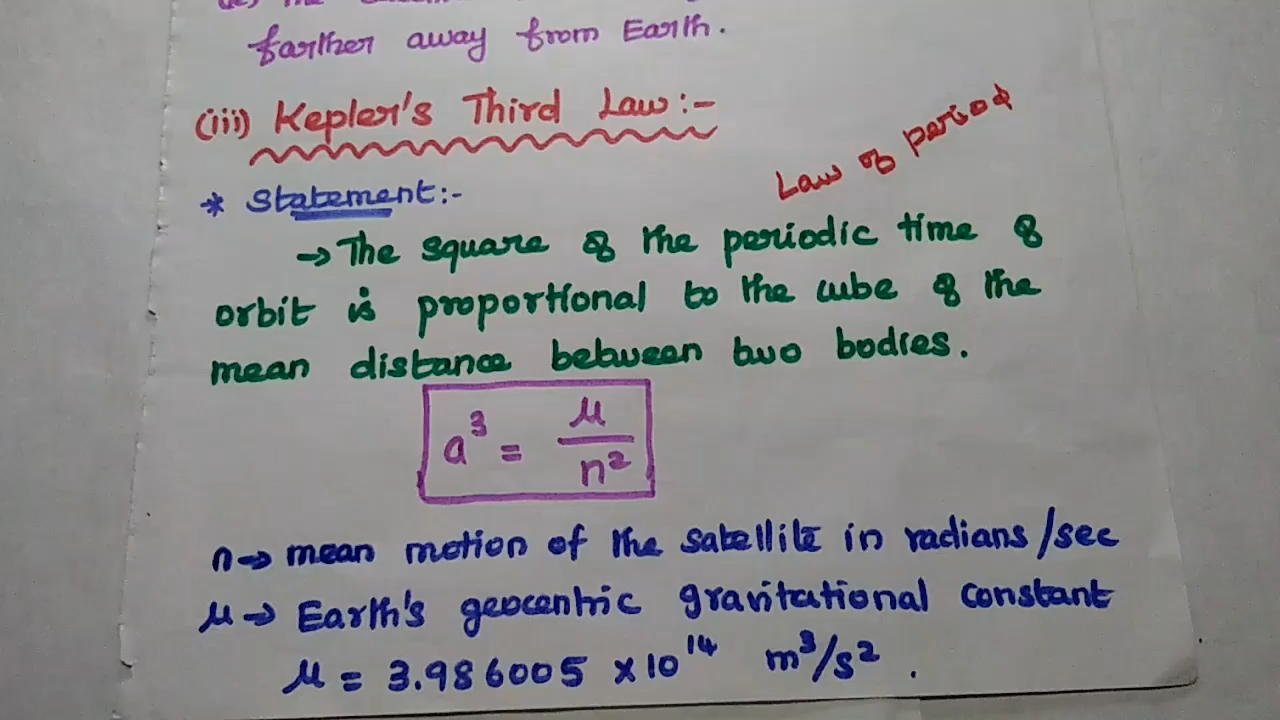 farther away from Earth.
(iii) Kepler's Third Law:-
Law of period
* Statement:-
→ The square of the periodic time of
orbit is proportional to the cube of the
mean distance between two bodies.
a³ = μ/n²
n → mean motion of the satellite in radians/sec
μ → Earth's geocentric gravitational constant
μ = 3.986005 × 10¹⁴ m³/s².